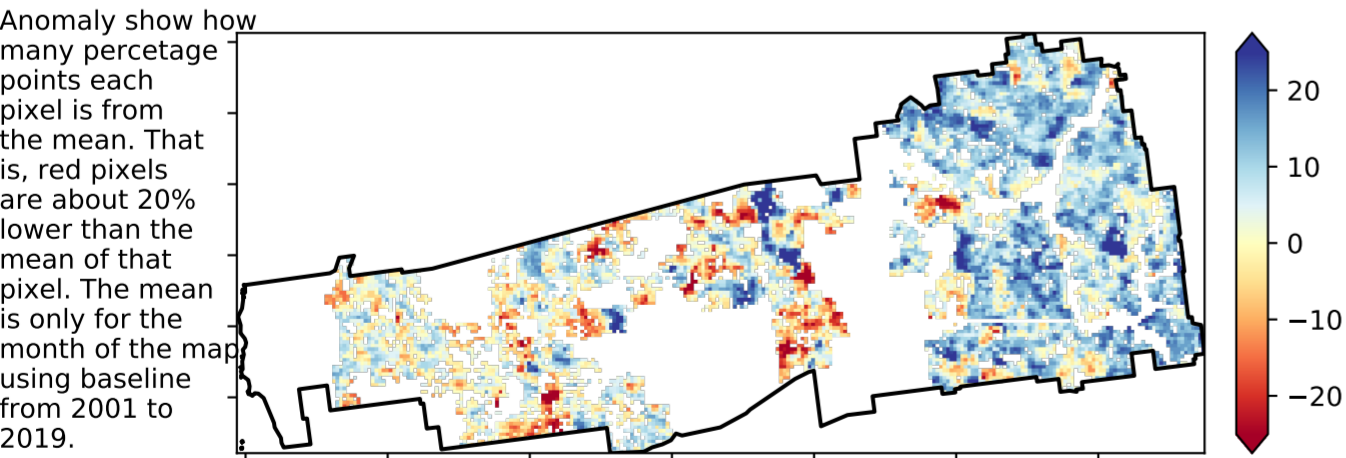 Anomaly show how
many percetage
points each
pixel is from
the mean. That
is, red pixels
are about 20%
lower than the
mean of that
pixel. The mean
is only for the
month of the map
using baseline
from 2001 to
2019.
20
10
0
−10
−20